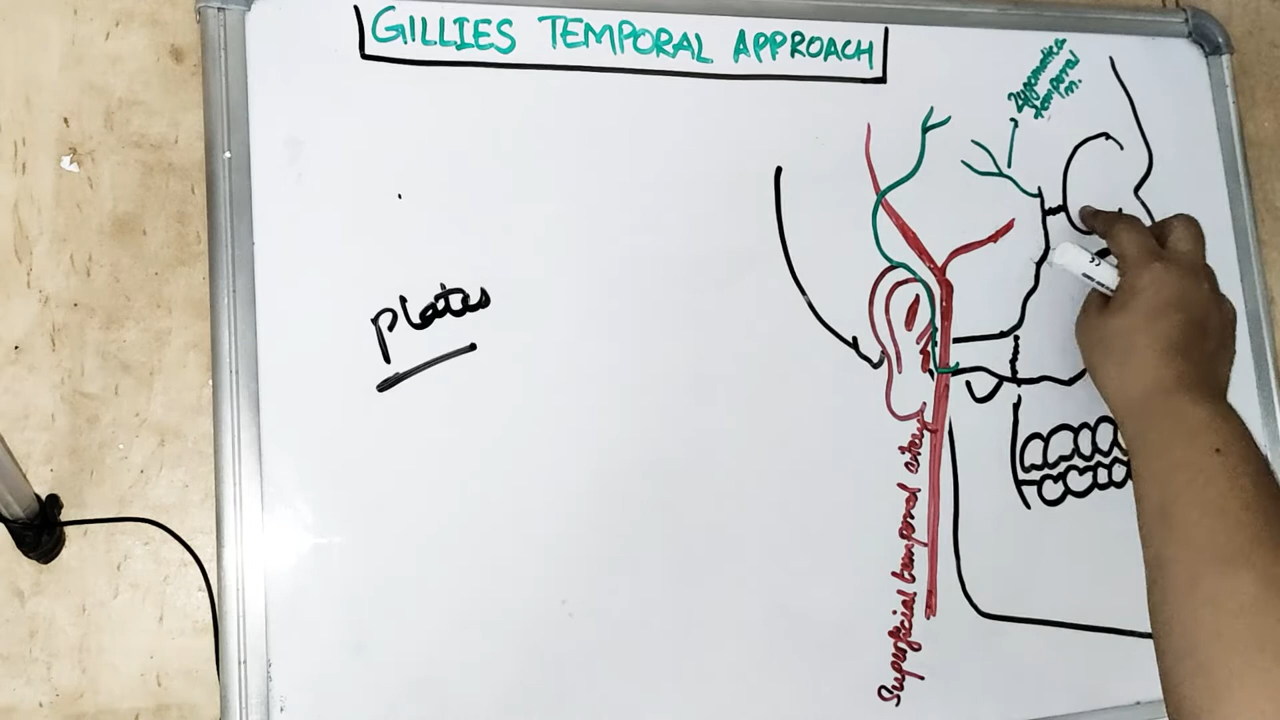 GILLIES TEMPORAL APPROACH
Zygomatico
temporal
n.
plates
Superficial temporal artery